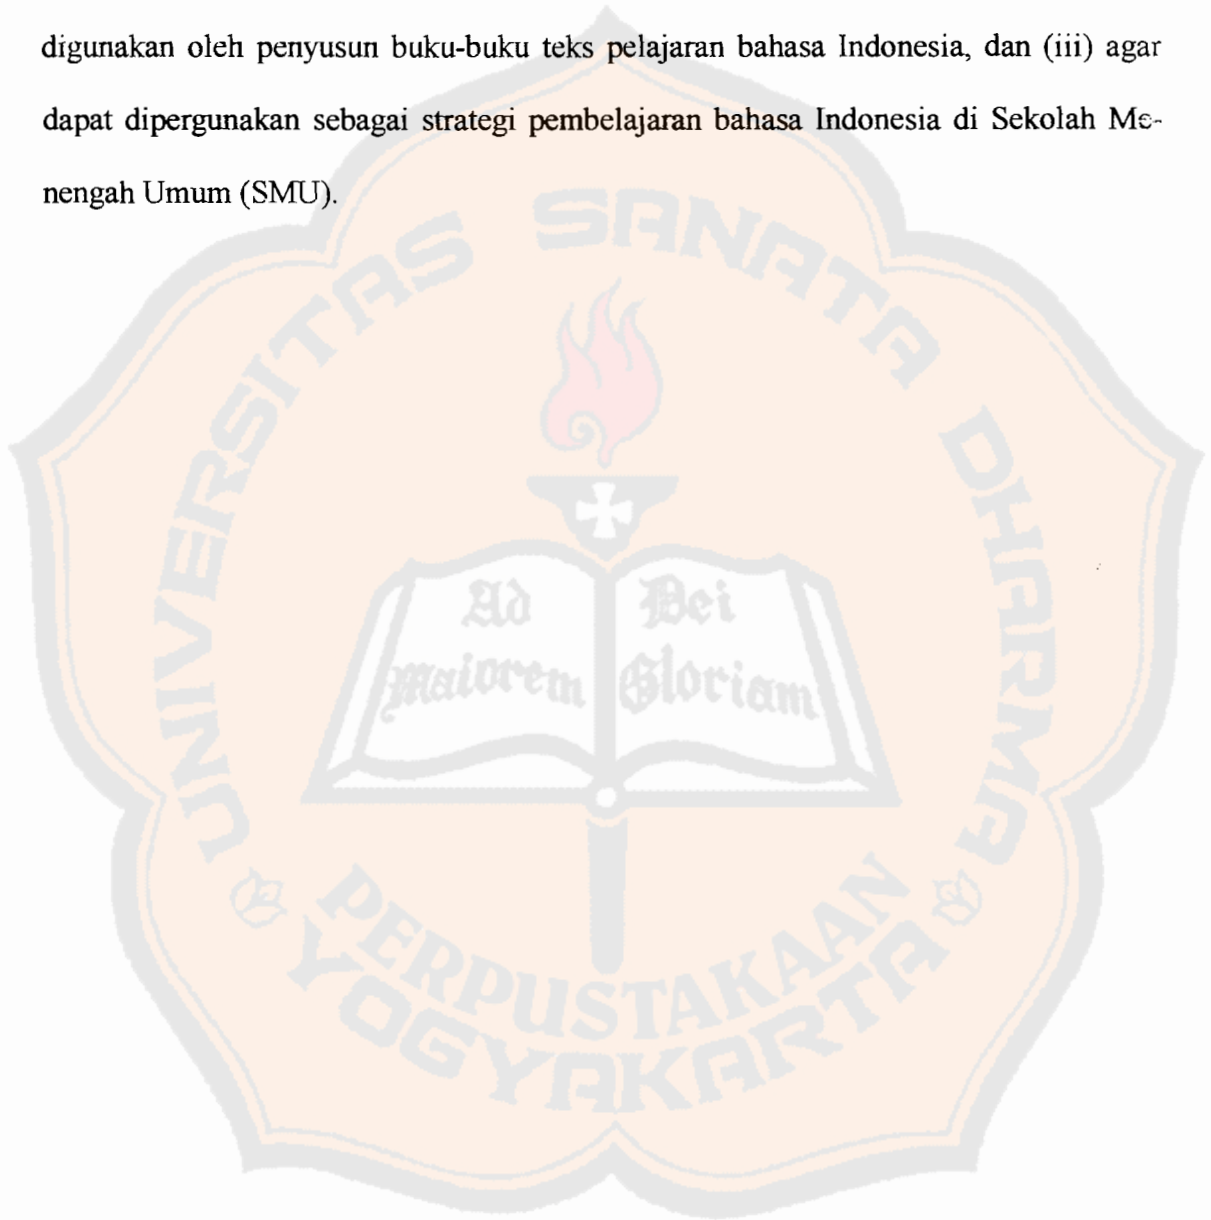 digunakan oleh penyusun buku-buku teks pelajaran bahasa Indonesia, dan (iii) agar
dapat dipergunakan sebagai strategi pembelajaran bahasa Indonesia di Sekolah Me-
nengah Umum (SMU).
UNIVERSITAS SANATA DHARMA
Ad Dei
maiorem Gloriam
PERPUSTAKAAN
YOGYAKARTA